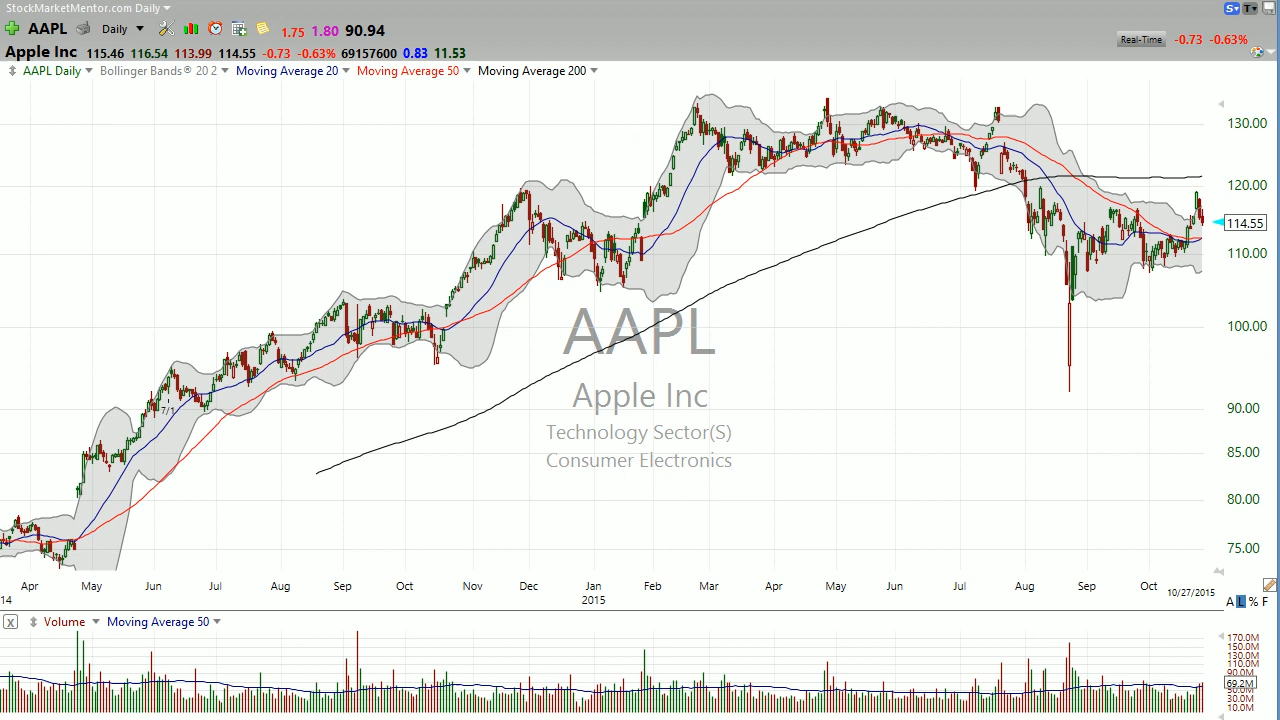 StockMarketMentor.com Daily
S T
AAPL Daily 1.75 1.80 90.94
Real-Time -0.73 -0.63%
Apple Inc 115.46 116.54 113.99 114.55 -0.73 -0.63% 69157600 0.83 11.53
AAPL Daily Bollinger Bands® 20 2 Moving Average 20 Moving Average 50 Moving Average 200
130.00
120.00
114.55
110.00
100.00
90.00
85.00
80.00
75.00
7/1
AAPL
Apple Inc
Technology Sector(S)
Consumer Electronics
Apr May Jun Jul Aug Sep Oct Nov Dec Jan Feb Mar Apr May Jun Jul Aug Sep Oct
14 2015 10/27/2015 A L % F
X Volume Moving Average 50
170.0M
150.0M
130.0M
110.0M
90.0M
69.2M
50.0M
30.0M
10.0M